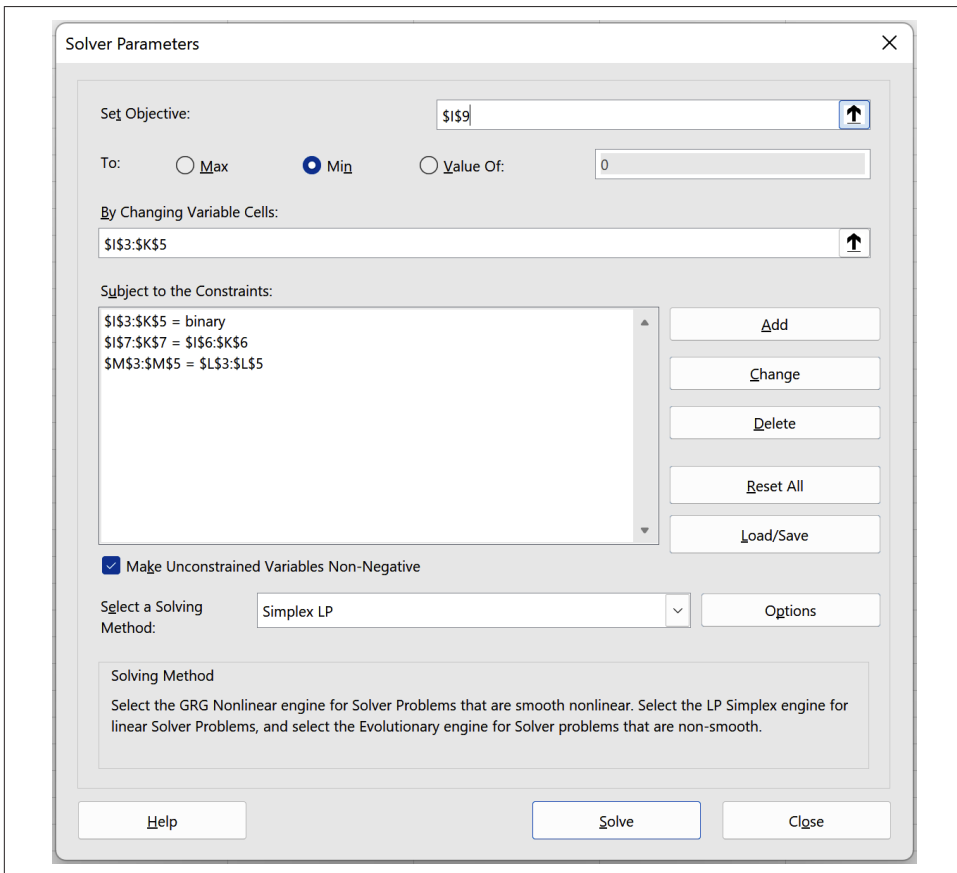 Solver Parameters
Set Objective:
$I$9
To:
Max
Min
Value Of:
0
By Changing Variable Cells:
$I$3:$K$5
Subject to the Constraints:
$I$3:$K$5 = binary
$I$7:$K$7 = $I$6:$K$6
$M$3:$M$5 = $L$3:$L$5
Add
Change
Delete
Reset All
Load/Save
Make Unconstrained Variables Non-Negative
Select a Solving
Method:
Simplex LP
Options
Solving Method
Select the GRG Nonlinear engine for Solver Problems that are smooth nonlinear. Select the LP Simplex engine for
linear Solver Problems, and select the Evolutionary engine for Solver problems that are non-smooth.
Help
Solve
Close